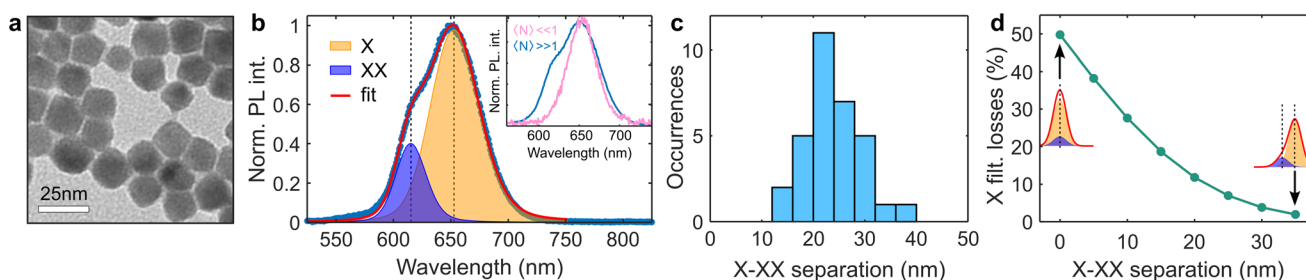 a
25nm
b
Norm. PL int.
1
0.8
0.6
0.4
0.2
0
X
XX
fit
550
600
650
700
750
800
Wavelength (nm)
Norm. PL. int.
⟨N⟩ <<1
⟨N⟩ >>1
600
650
700
Wavelength (nm)
c
Occurrences
10
5
0
0
10
20
30
40
50
X-XX separation (nm)
d
X filt. losses (%)
60
50
40
30
20
10
0
0
10
20
30
X-XX separation (nm)